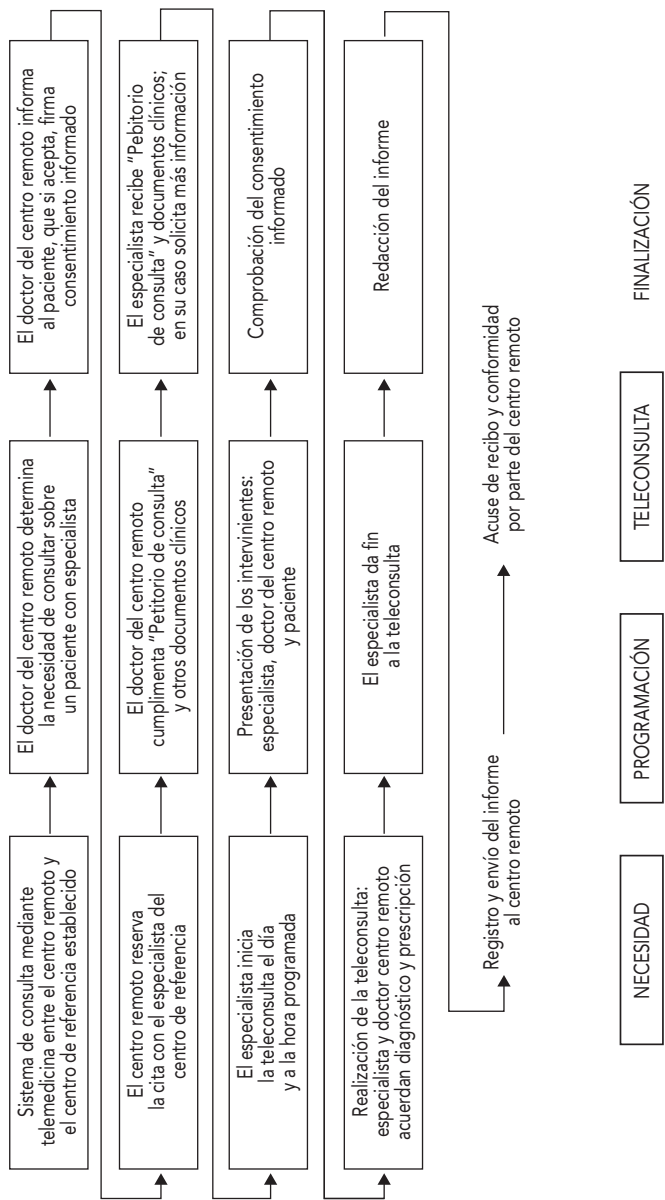 Sistema de consulta mediante
telemedicina entre el centro remoto y
el centro de referencia establecido
El doctor del centro remoto determina
la necesidad de consultar sobre
un paciente con especialista
El doctor del centro remoto informa
al paciente, que si acepta, firma
consentimiento informado
El centro remoto reserva
la cita con el especialista del
centro de referencia
El doctor del centro remoto
cumplimenta “Petitorio de consulta”
y otros documentos clínicos
El especialista recibe “Pebitorio
de consulta” y documentos clínicos;
en su caso solicita más información
El especialista inicia
la teleconsulta el día
y a la hora programada
Presentación de los intervinientes:
especialista, doctor del centro remoto
y paciente
Comprobación del consentimiento
informado
Realización de la teleconsulta:
especialista y doctor centro remoto
acuerdan diagnóstico y prescripción
El especialista da fin
a la teleconsulta
Redacción del informe
Registro y envío del informe
al centro remoto
Acuse de recibo y conformidad
por parte del centro remoto
NECESIDAD
PROGRAMACIÓN
TELECONSULTA
FINALIZACIÓN